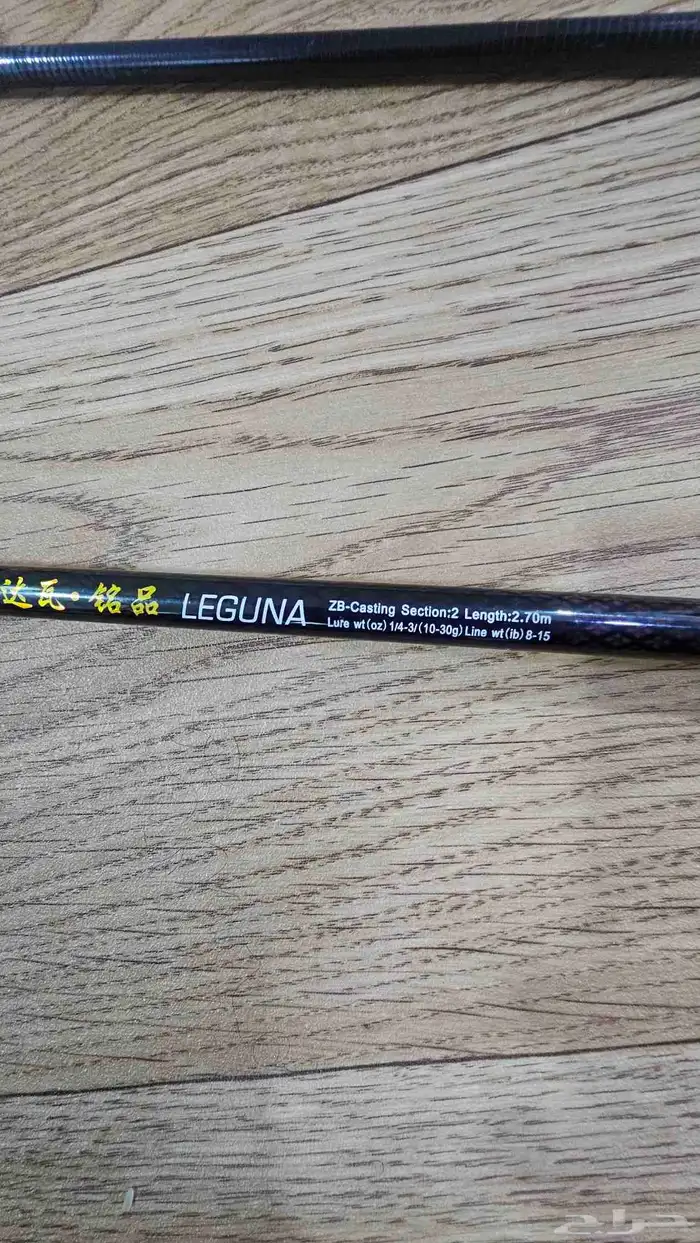 达瓦·铭品 LEGUNA ZB-Casting Section:2 Length:2.70m
Lure wt(oz) 1/4-3/(10-30g) Line wt(ib) 8-15
حراج